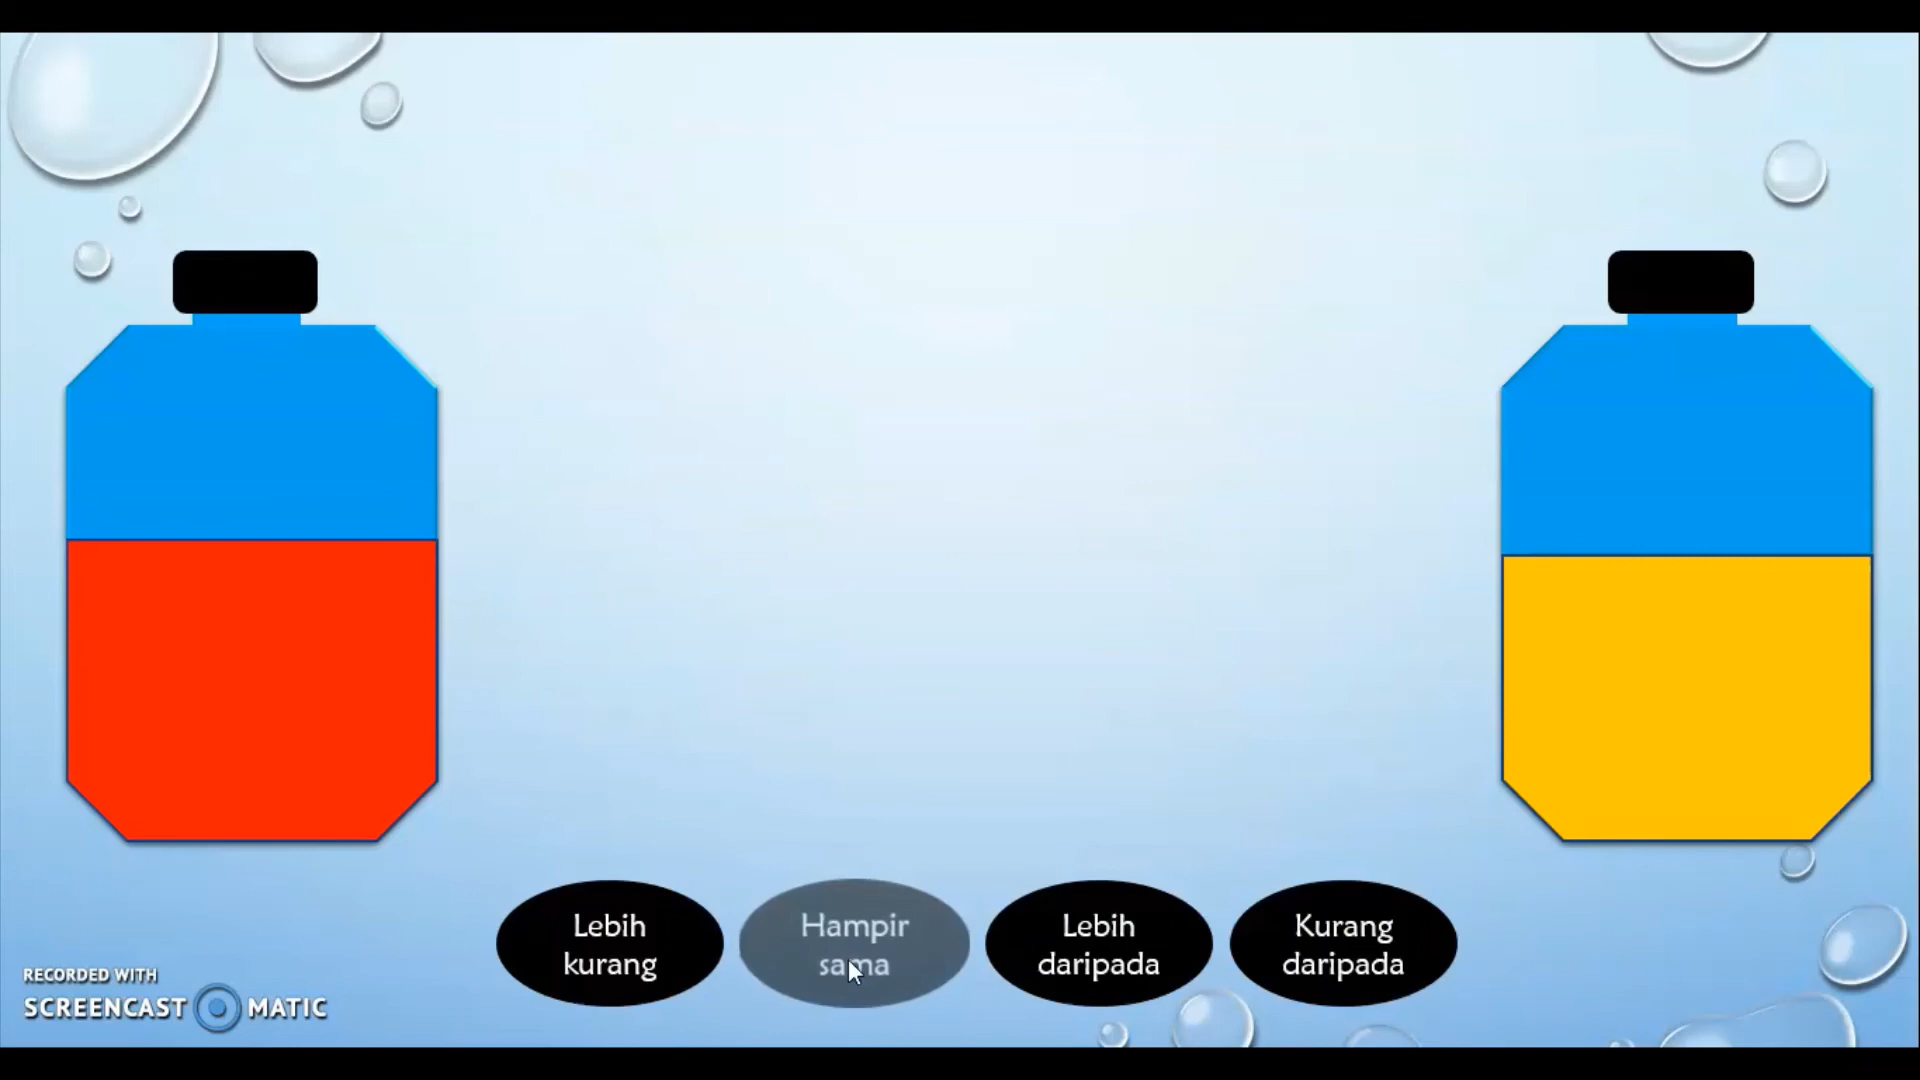 Lebih
kurang
Hampir
sama
Lebih
daripada
Kurang
daripada
RECORDED WITH
SCREENCAST MATIC